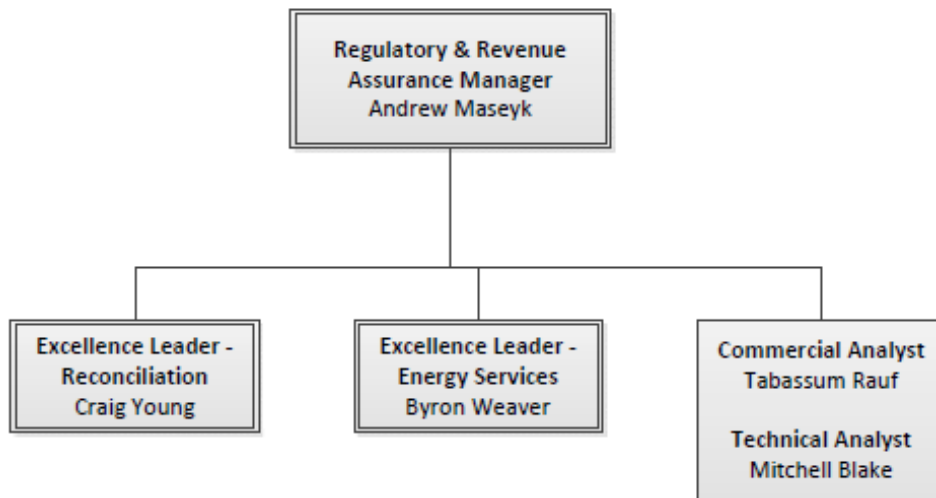 Regulatory & Revenue
Assurance Manager
Andrew Maseyk
Excellence Leader -
Reconciliation
Craig Young
Excellence Leader -
Energy Services
Byron Weaver
Commercial Analyst
Tabassum Rauf
Technical Analyst
Mitchell Blake